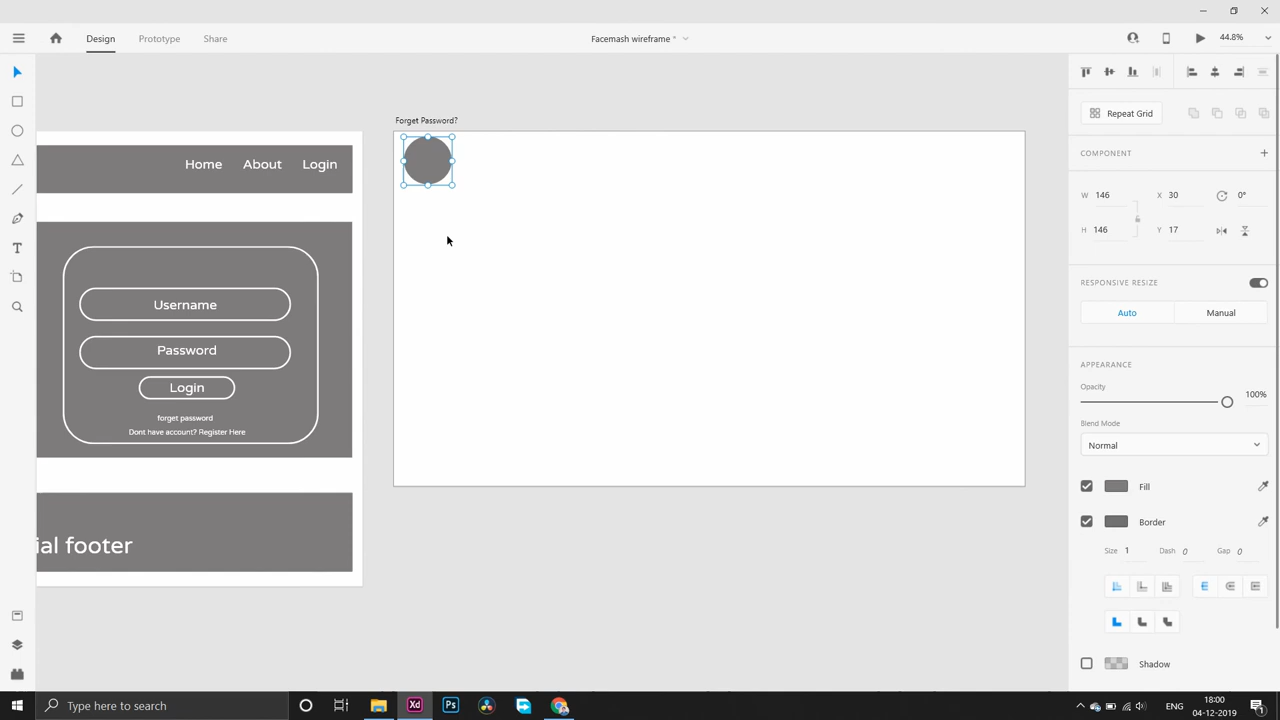 Design
Prototype
Share
Facemash wireframe *
44.8%
Repeat Grid
COMPONENT
W 146
X 30
0°
H 146
Y 17
RESPONSIVE RESIZE
Auto
Manual
APPEARANCE
Opacity
100%
Blend Mode
Normal
Fill
Border
Size 1
Dash 0
Gap 0
Shadow
Forget Password?
Home
About
Login
Username
Password
Login
forget password
Dont have account? Register Here
ial footer
Type here to search
Xd
Ps
ENG
18:00
04-12-2019